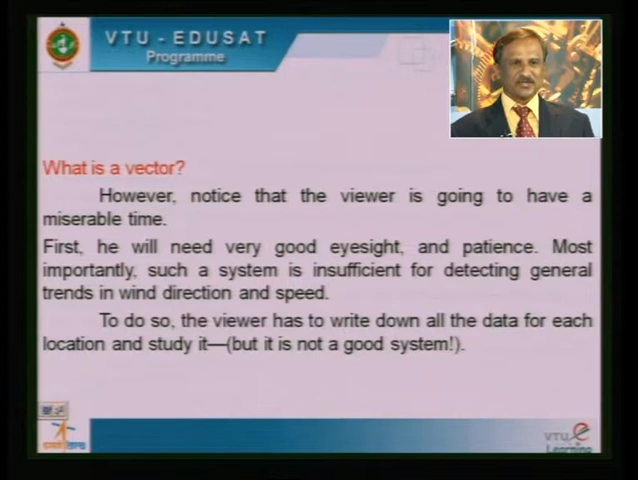 VTU - EDUSAT
Programme
What is a vector?
However, notice that the viewer is going to have a
miserable time.
First, he will need very good eyesight, and patience. Most
importantly, such a system is insufficient for detecting general
trends in wind direction and speed.
To do so, the viewer has to write down all the data for each
location and study it—(but it is not a good system!).
VTU e
Learning